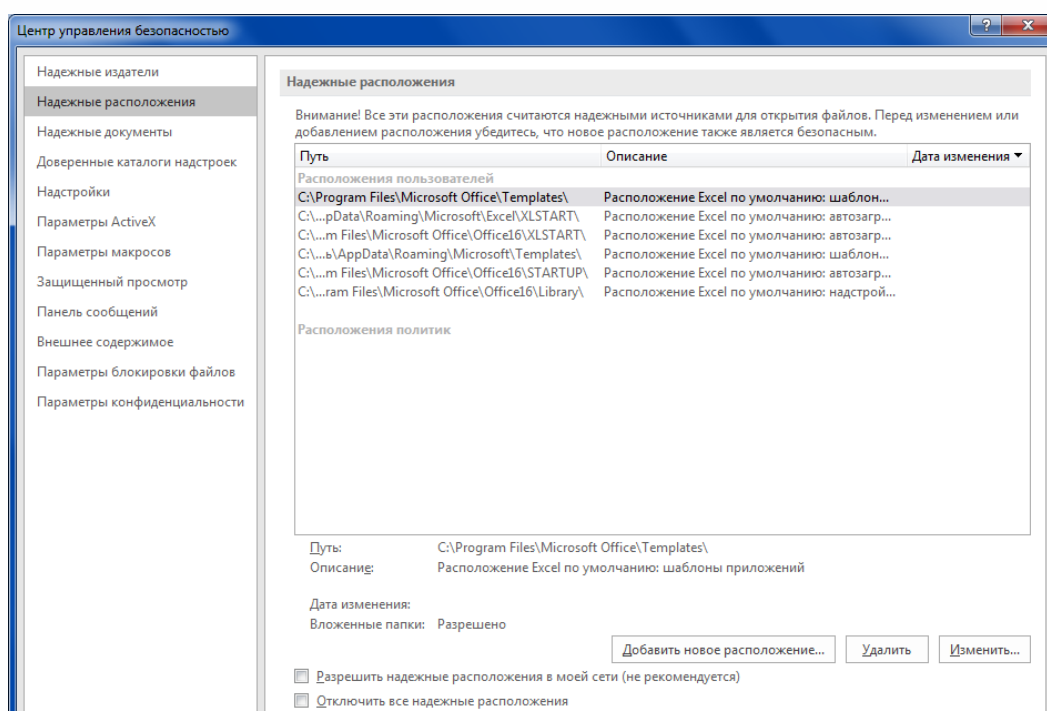 Центр управления безопасностью
Надежные издатели
Надежные расположения
Надежные документы
Доверенные каталоги надстроек
Надстройки
Параметры ActiveX
Параметры макросов
Защищенный просмотр
Панель сообщений
Внешнее содержимое
Параметры блокировки файлов
Параметры конфиденциальности
Надежные расположения
Внимание! Все эти расположения считаются надежными источниками для открытия файлов. Перед изменением или
добавлением расположения убедитесь, что новое расположение также является безопасным.
Путь Описание Дата изменения
Расположения пользователей
C:\Program Files\Microsoft Office\Templates\ Расположение Excel по умолчанию: шаблон...
C:\...pData\Roaming\Microsoft\Excel\XLSTART\ Расположение Excel по умолчанию: автозагр...
C:\...m Files\Microsoft Office\Office16\XLSTART\ Расположение Excel по умолчанию: автозагр...
C:\...ь\AppData\Roaming\Microsoft\Templates\ Расположение Excel по умолчанию: шаблон...
C:\...m Files\Microsoft Office\Office16\STARTUP\ Расположение Excel по умолчанию: автозагр...
C:\...ram Files\Microsoft Office\Office16\Library\ Расположение Excel по умолчанию: надстрой...
Расположения политик
Путь: C:\Program Files\Microsoft Office\Templates\
Описание: Расположение Excel по умолчанию: шаблоны приложений
Дата изменения:
Вложенные папки: Разрешено
Добавить новое расположение... Удалить Изменить...
Разрешить надежные расположения в моей сети (не рекомендуется)
Отключить все надежные расположения